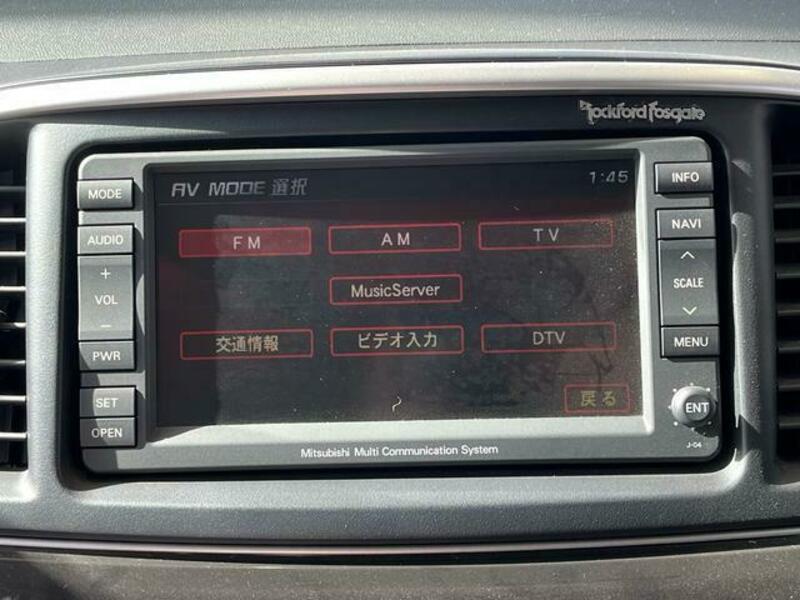 Rockford Fosgate
AV MODE 選択 1:45
FM AM TV
MusicServer
交通情報 ビデオ入力 DTV
戻る
MODE
AUDIO
+
VOL
−
PWR
SET
OPEN
INFO
NAVI
SCALE
MENU
ENT
J-04
Mitsubishi Multi Communication System